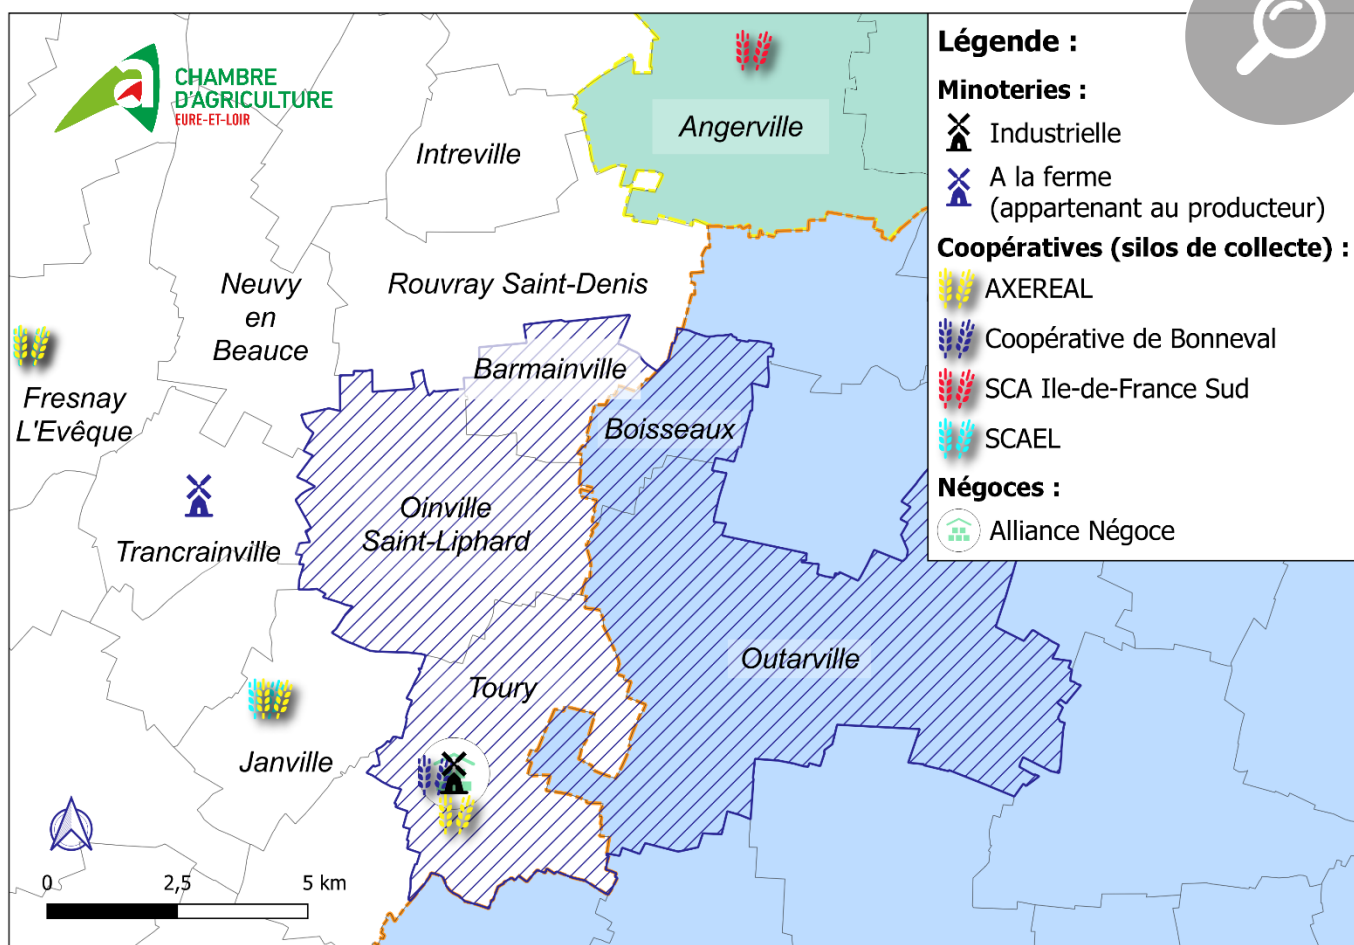 CHAMBRE
D'AGRICULTURE
EURE-ET-LOIR
Angerville
Intreville
Neuvy
en
Beauce
Rouvray Saint-Denis
Barmainville
Fresnay
L'Evêque
Boisseaux
Oinville
Saint-Liphard
Trancrainville
Outarville
Toury
Janville
0 2,5 5 km
Légende :
Minoteries :
Industrielle
A la ferme
(appartenant au producteur)
Coopératives (silos de collecte) :
AXEREAL
Coopérative de Bonneval
SCA Ile-de-France Sud
SCAEL
Négoces :
Alliance Négoce